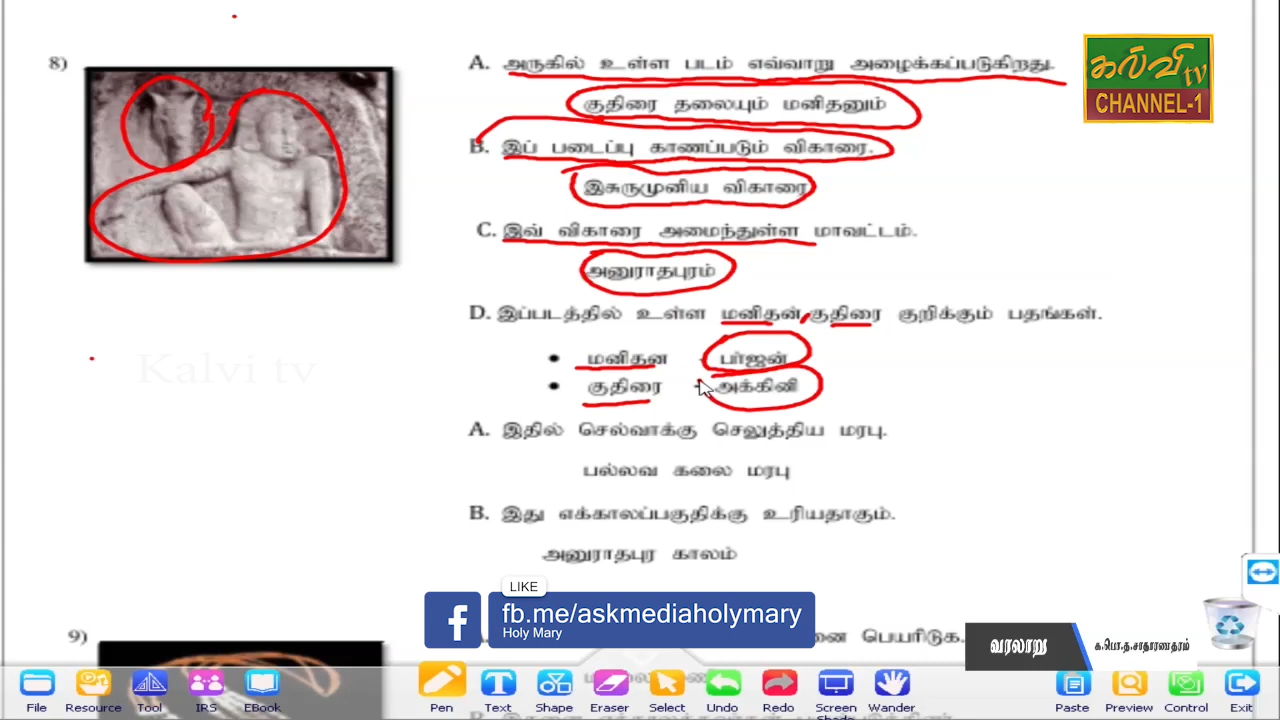 8)
A. அருகில் உள்ள படம் எவ்வாறு அழைக்கப்படுகிறது.
குதிரை தலையும் மனிதனும்
B. இப் படைப்பு காணப்படும் விகாரை.
இசுருமுனிய விகாரை
C. இவ் விகாரை அமைந்துள்ள மாவட்டம்.
அனுராதபுரம்
D. இப்படத்தில் உள்ள மனிதன், குதிரை குறிக்கும் பதங்கள்.
• மனிதன - பர்ஜன்
• குதிரை - அக்கினி
A. இதில் செல்வாக்கு செலுத்திய மரபு.
பல்லவ கலை மரபு
B. இது எக்காலப்பகுதிக்கு உரியதாகும்.
அனுராதபுர காலம்
9)
பெயரிடுக.
கல்வி tv
CHANNEL-1
Kalvi tv
LIKE
fb.me/askmediaholymary
Holy Mary
வரலாறு
க.பொ.த.சாதாரணதரம்
File Resource Tool IRS EBook Pen Text Shape Eraser Select Undo Redo Screen Wander Paste Preview Control Exit